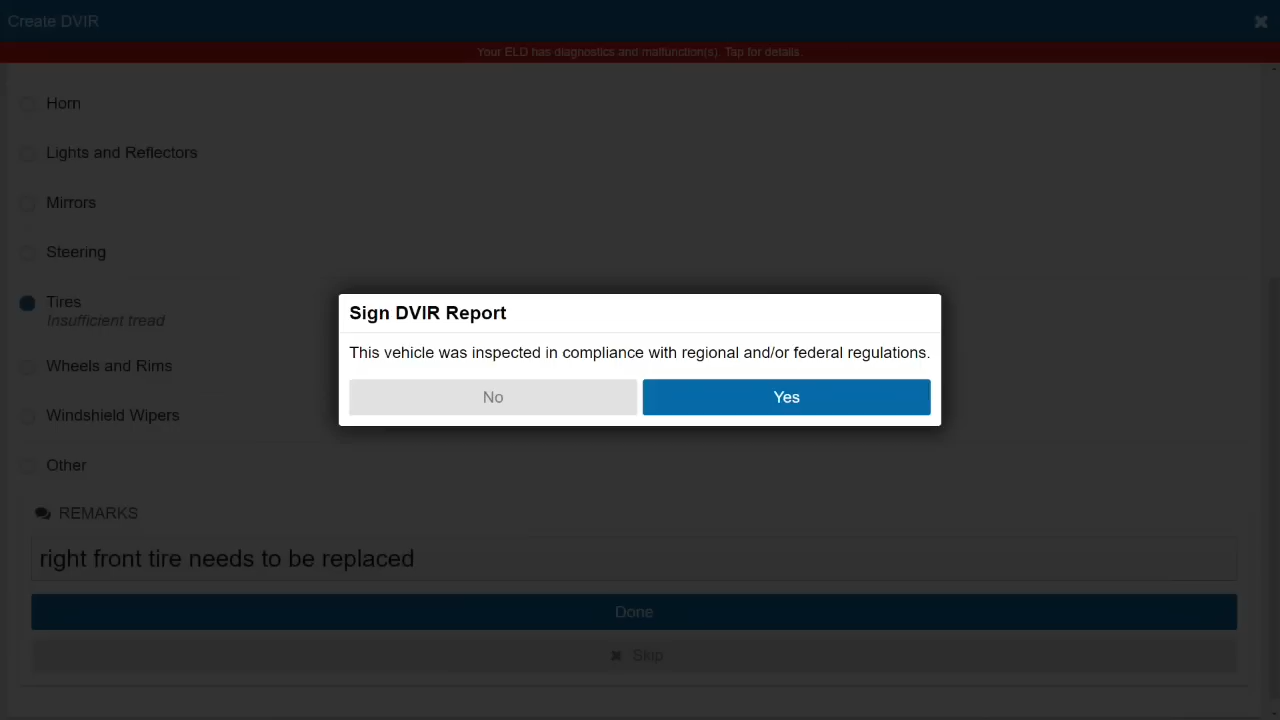 Create DVIR
Your ELD has diagnostics and malfunction(s). Tap for details.
Horn
Lights and Reflectors
Mirrors
Steering
Tires
Insufficient tread
Wheels and Rims
Windshield Wipers
Other
Sign DVIR Report
This vehicle was inspected in compliance with regional and/or federal regulations.
No
Yes
REMARKS
right front tire needs to be replaced
Done
Skip